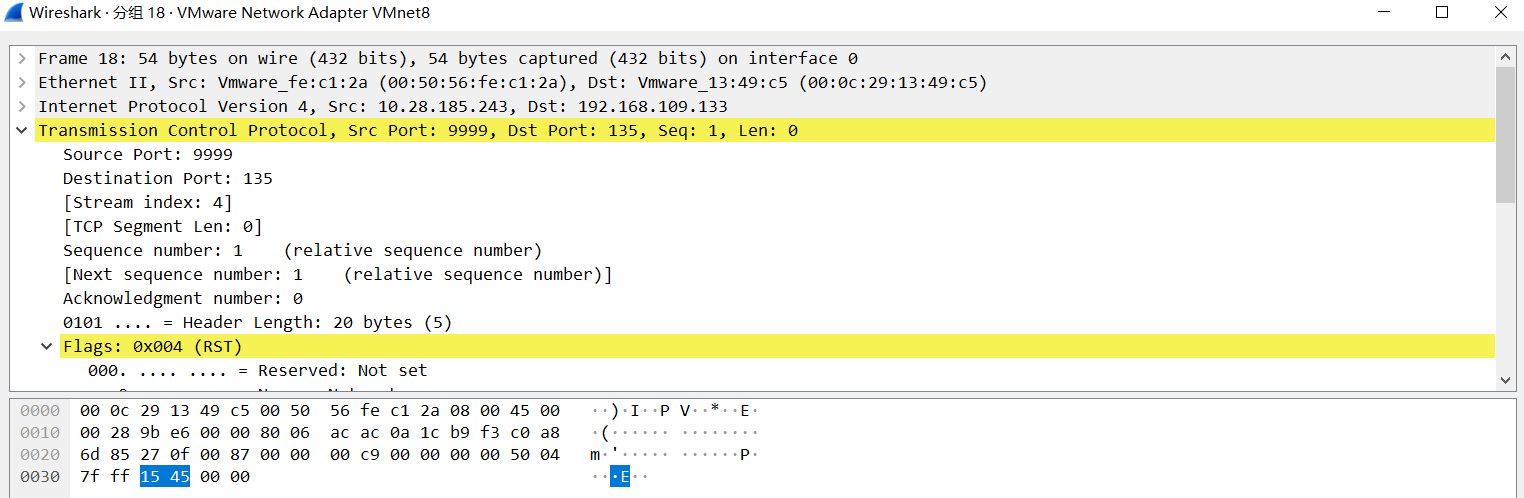 Wireshark · 分组 18 · VMware Network Adapter VMnet8
Frame 18: 54 bytes on wire (432 bits), 54 bytes captured (432 bits) on interface 0
Ethernet II, Src: Vmware_fe:c1:2a (00:50:56:fe:c1:2a), Dst: Vmware_13:49:c5 (00:0c:29:13:49:c5)
Internet Protocol Version 4, Src: 10.28.185.243, Dst: 192.168.109.133
Transmission Control Protocol, Src Port: 9999, Dst Port: 135, Seq: 1, Len: 0
Source Port: 9999
Destination Port: 135
[Stream index: 4]
[TCP Segment Len: 0]
Sequence number: 1    (relative sequence number)
[Next sequence number: 1    (relative sequence number)]
Acknowledgment number: 0
0101 .... = Header Length: 20 bytes (5)
Flags: 0x004 (RST)
000. .... .... = Reserved: Not set
0000 00 0c 29 13 49 c5 00 50  56 fe c1 2a 08 00 45 00 ··)·I··P V··*··E·
0010 00 28 9b e6 00 00 80 06  ac ac 0a 1c b9 f3 c0 a8 ·(······ ········
0020 6d 85 27 0f 00 87 00 00  00 c9 00 00 00 00 50 04 m·'····· ······P·
0030 7f ff 15 45 00 00 ···E··